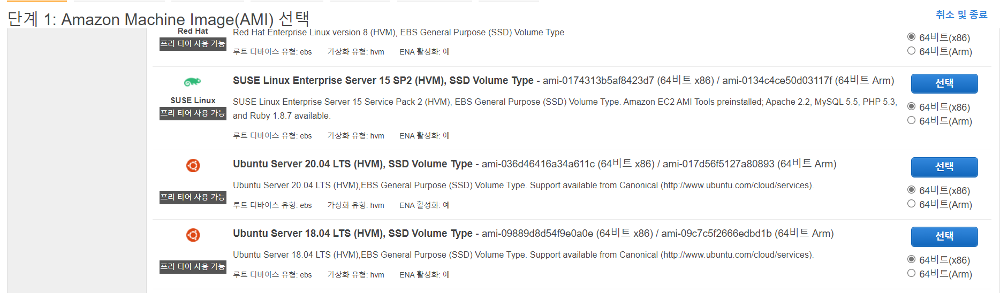 단계 1: Amazon Machine Image(AMI) 선택
취소 및 종료
Red Hat
프리 티어 사용 가능
Red Hat Enterprise Linux version 8 (HVM), EBS General Purpose (SSD) Volume Type
루트 디바이스 유형: ebs 가상화 유형: hvm ENA 활성화: 예
64비트(x86)
64비트(Arm)
SUSE Linux
프리 티어 사용 가능
SUSE Linux Enterprise Server 15 SP2 (HVM), SSD Volume Type - ami-0174313b5af8423d7 (64비트 x86) / ami-0134c4ce50d03117f (64비트 Arm)
SUSE Linux Enterprise Server 15 Service Pack 2 (HVM), EBS General Purpose (SSD) Volume Type. Amazon EC2 AMI Tools preinstalled; Apache 2.2, MySQL 5.5, PHP 5.3,
and Ruby 1.8.7 available.
루트 디바이스 유형: ebs 가상화 유형: hvm ENA 활성화: 예
선택
64비트(x86)
64비트(Arm)
프리 티어 사용 가능
Ubuntu Server 20.04 LTS (HVM), SSD Volume Type - ami-036d46416a34a611c (64비트 x86) / ami-017d56f5127a80893 (64비트 Arm)
Ubuntu Server 20.04 LTS (HVM),EBS General Purpose (SSD) Volume Type. Support available from Canonical (http://www.ubuntu.com/cloud/services).
루트 디바이스 유형: ebs 가상화 유형: hvm ENA 활성화: 예
선택
64비트(x86)
64비트(Arm)
프리 티어 사용 가능
Ubuntu Server 18.04 LTS (HVM), SSD Volume Type - ami-09889d8d54f9e0a0e (64비트 x86) / ami-09c7c5f2666edbd1b (64비트 Arm)
Ubuntu Server 18.04 LTS (HVM),EBS General Purpose (SSD) Volume Type. Support available from Canonical (http://www.ubuntu.com/cloud/services).
루트 디바이스 유형: ebs 가상화 유형: hvm ENA 활성화: 예
선택
64비트(x86)
64비트(Arm)